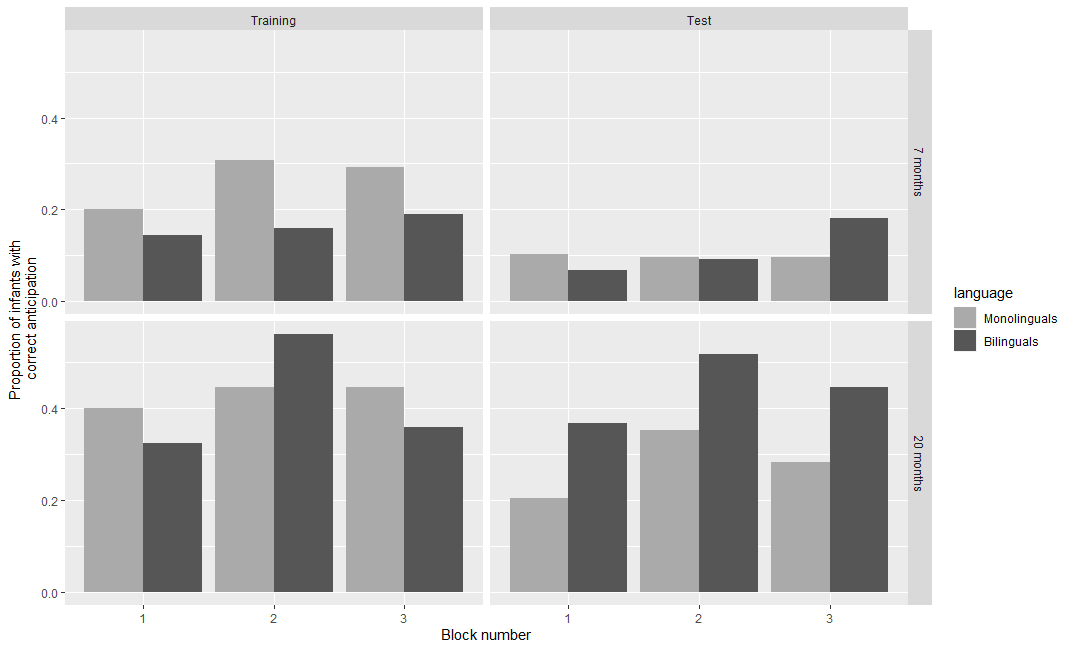 Training
Test
7 months
0.4
0.2
0.0
20 months
0.4
0.2
0.0
Proportion of infants with
correct anticipation
1
2
3
1
2
3
Block number
language
Monolinguals
Bilinguals